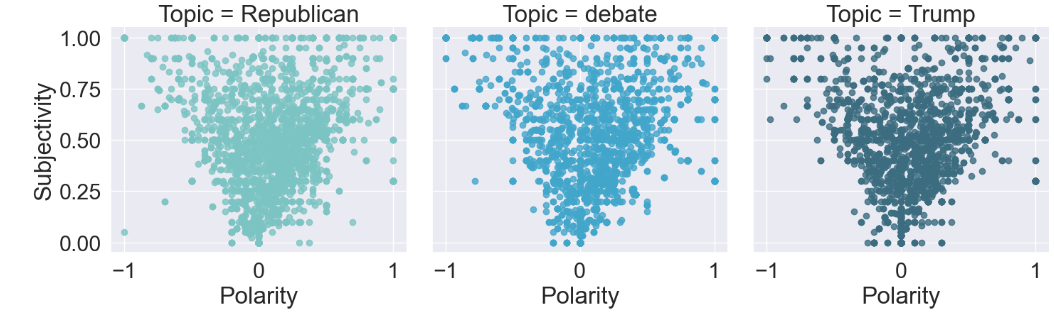 Topic = Republican
Topic = debate
Topic = Trump
Subjectivity
1.00
0.75
0.50
0.25
0.00
−1 0 1
−1 0 1
−1 0 1
Polarity
Polarity
Polarity